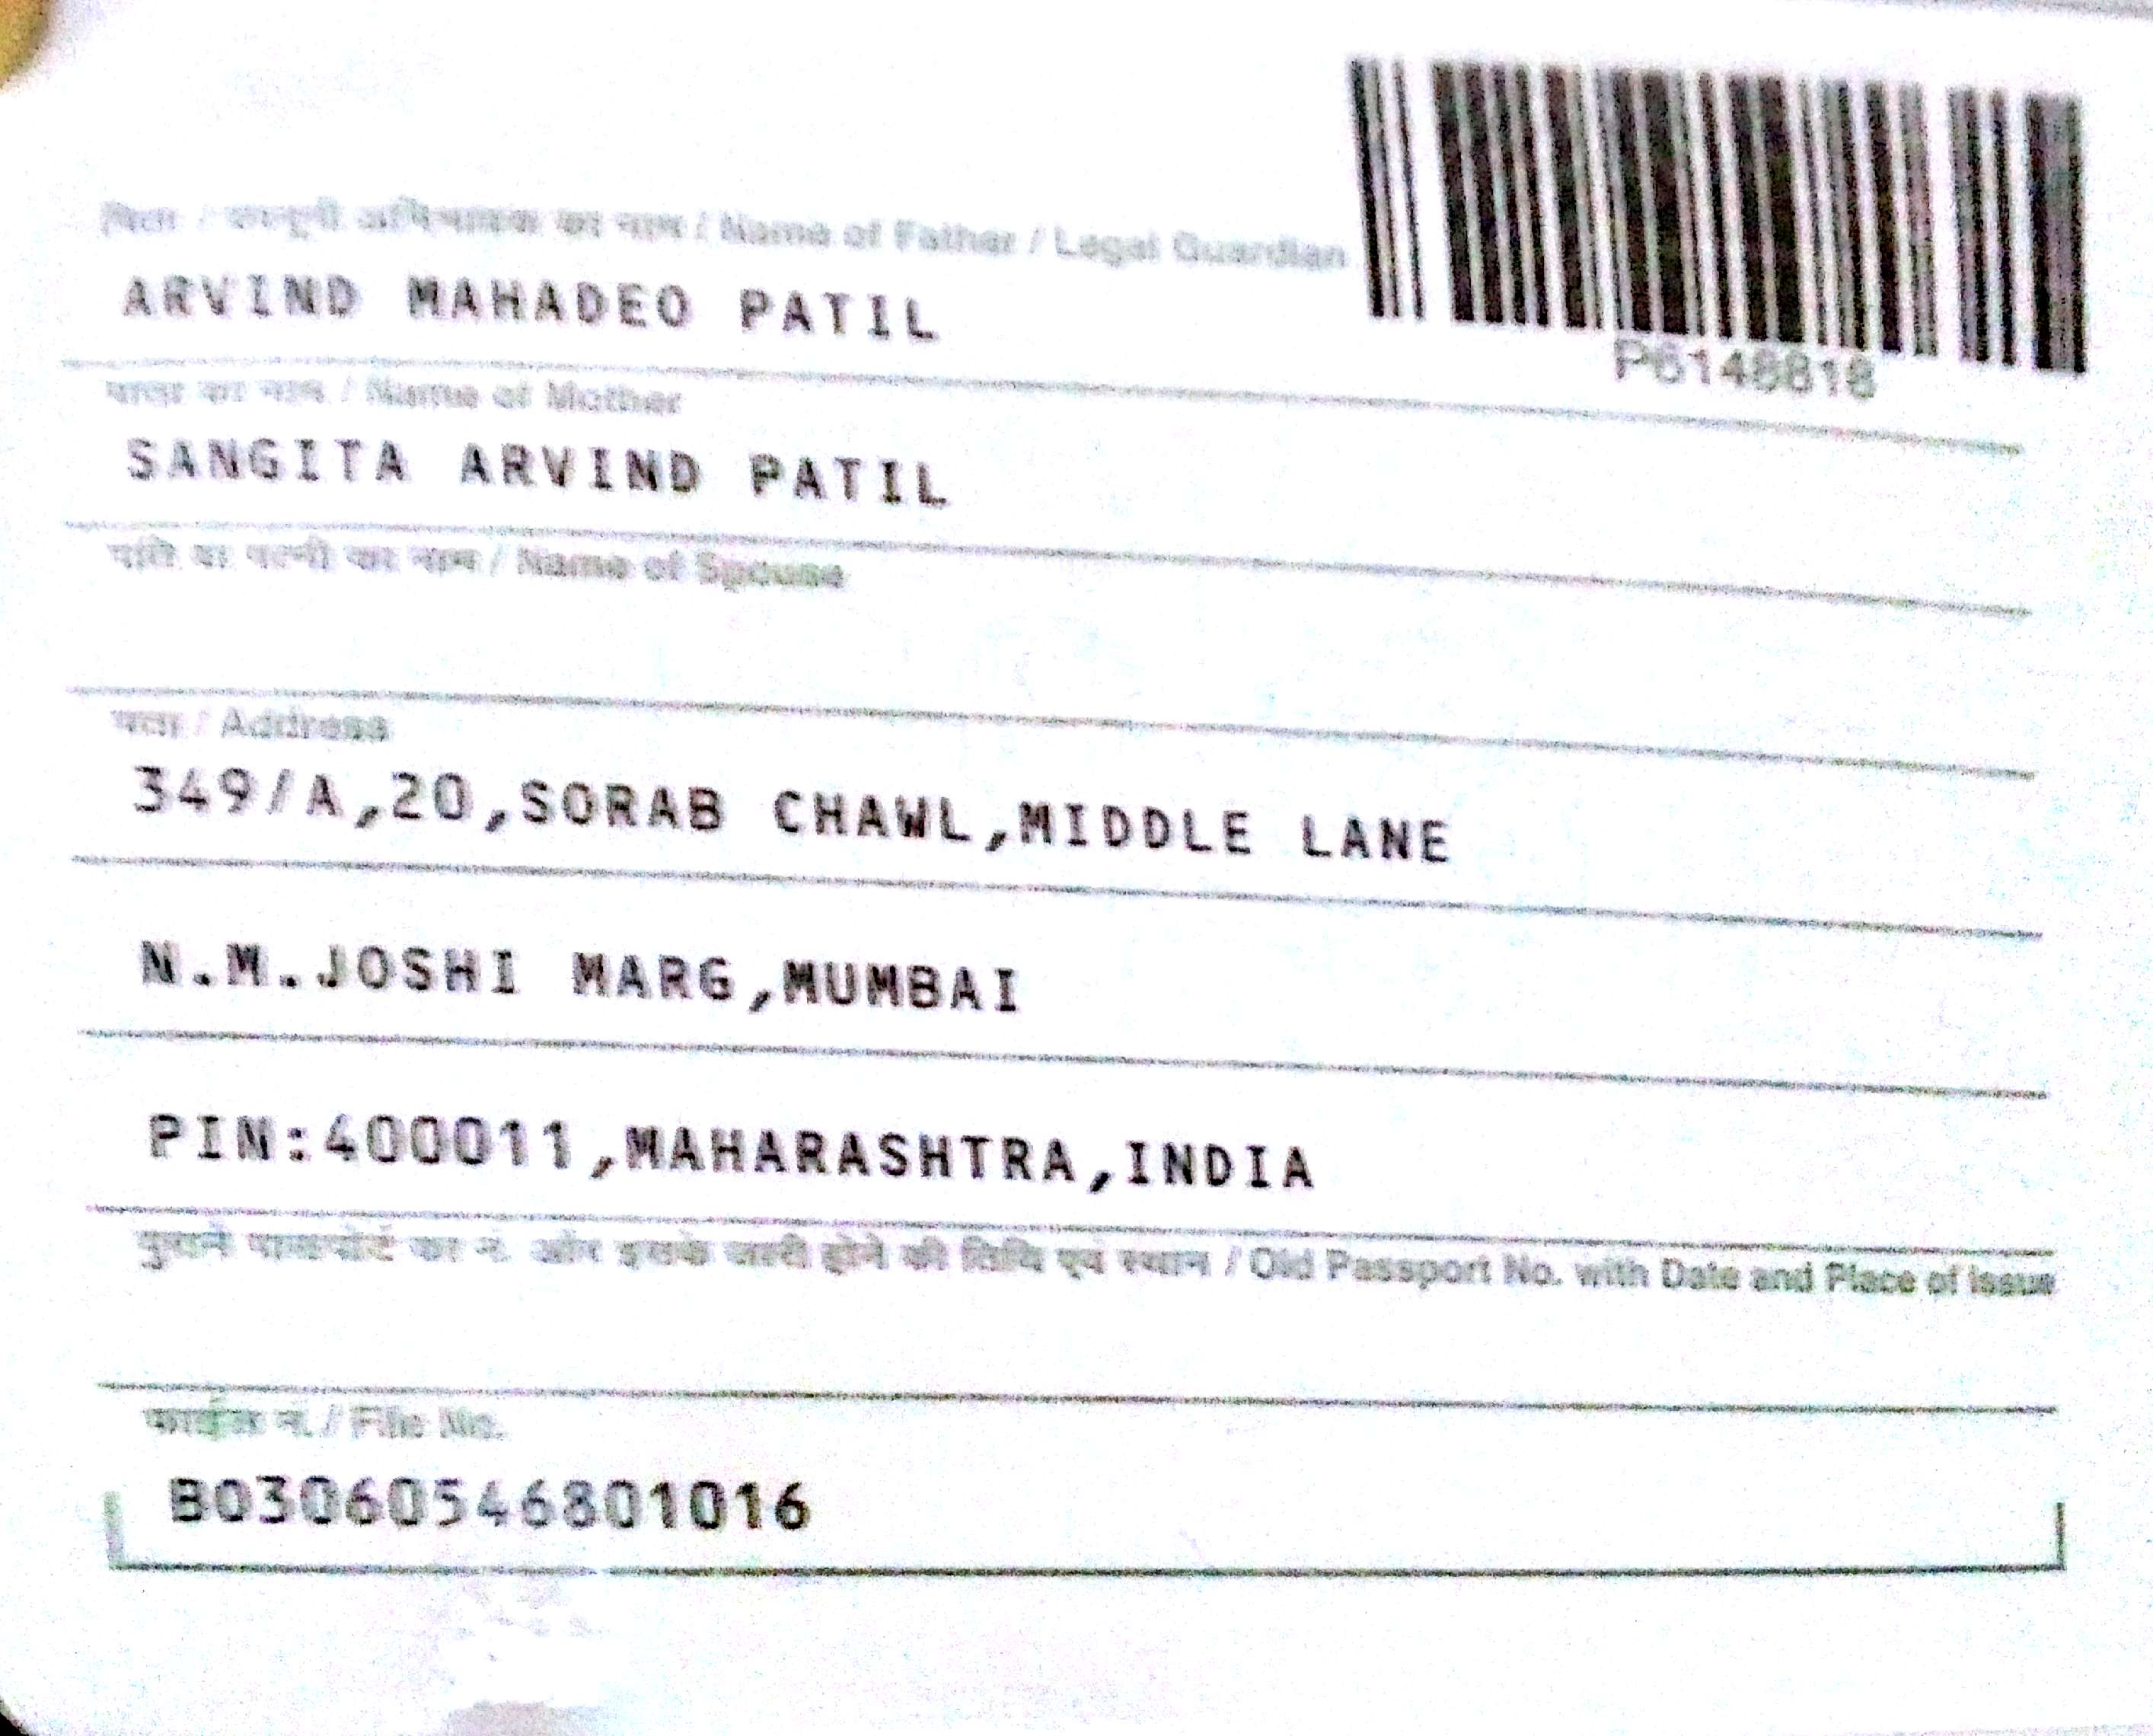 पिता / कानूनी अभिभावक का नाम / Name of Father / Legal Guardian
ARVIND MAHADEO PATIL
माता का नाम / Name of Mother
SANGITA ARVIND PATIL
पति या पत्नी का नाम / Name of Spouse
पता / Address
349/A,20,SORAB CHAWL,MIDDLE LANE
N.M.JOSHI MARG,MUMBAI
PIN:400011,MAHARASHTRA,INDIA
पुराने पासपोर्ट का न. और इसके जारी होने की तिथि एवं स्थान / Old Passport No. with Date and Place of Issue
फाईल न. / File No.
B03060546801016